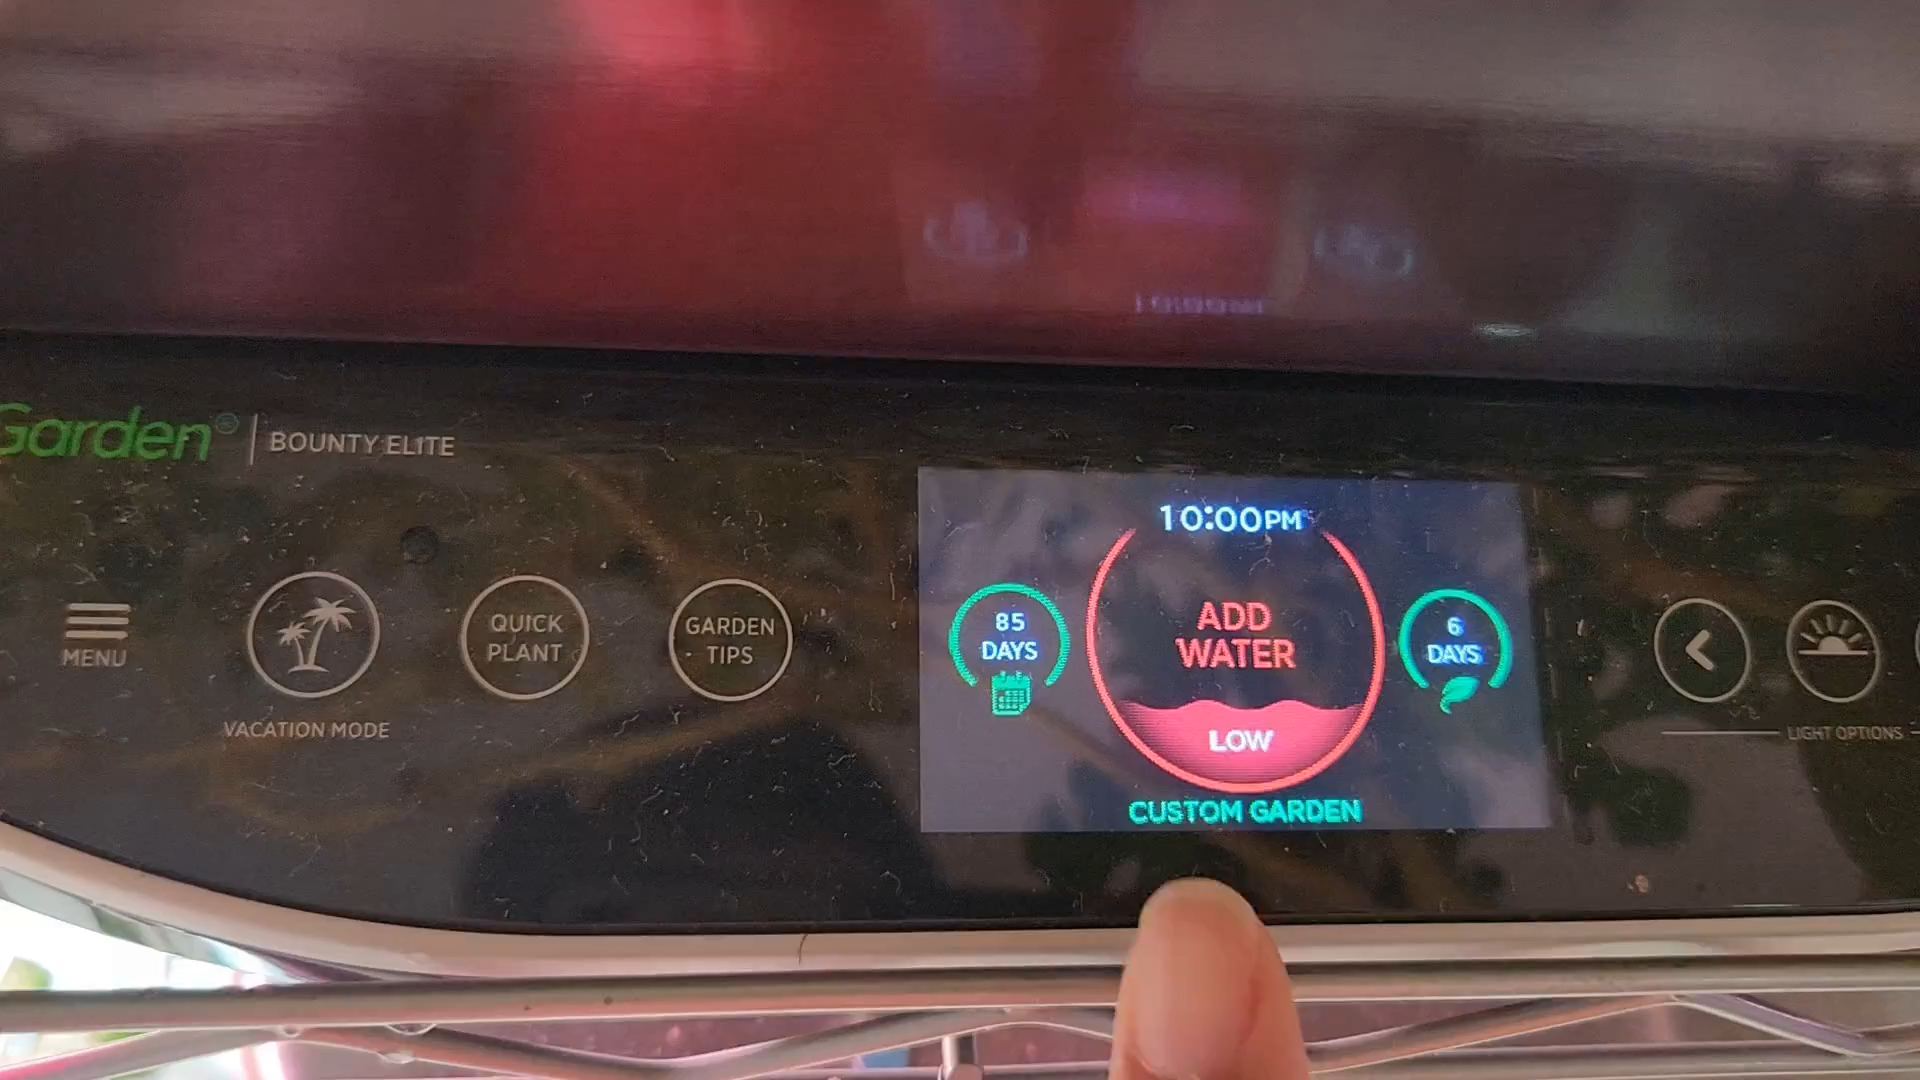 Garden® | BOUNTY ELITE
MENU
VACATION MODE
QUICK
PLANT
GARDEN
TIPS
10:00PM
85
DAYS
ADD
WATER
LOW
6
DAYS
CUSTOM GARDEN
LIGHT OPTIONS